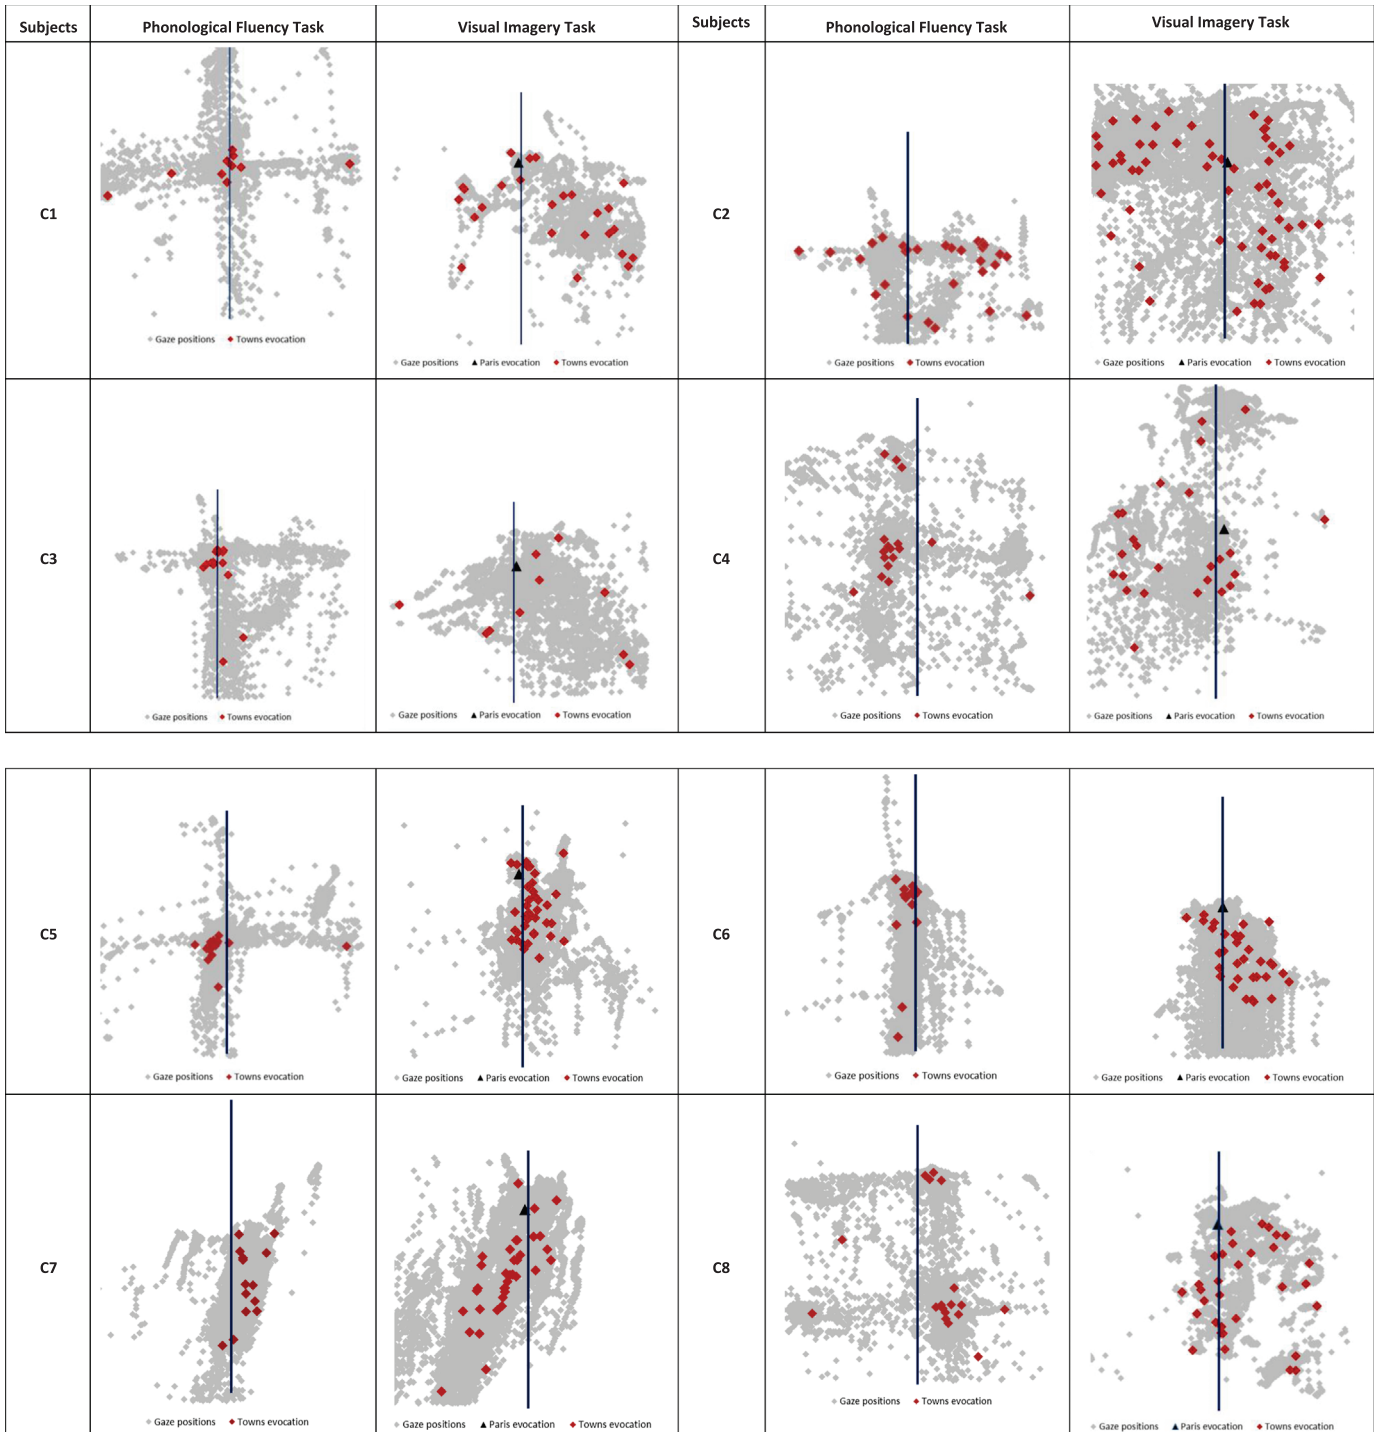 Subjects Phonological Fluency Task Visual Imagery Task Subjects Phonological Fluency Task Visual Imagery Task
C1
Gaze positions Towns evocation
Gaze positions Paris evocation Towns evocation
C2
Gaze positions Towns evocation
Gaze positions Paris evocation Towns evocation
C3
Gaze positions Towns evocation
Gaze positions Paris evocation Towns evocation
C4
Gaze positions Towns evocation
Gaze positions Paris evocation Towns evocation
C5
Gaze positions Towns evocation
Gaze positions Paris evocation Towns evocation
C6
Gaze positions Towns evocation
Gaze positions Paris evocation Towns evocation
C7
Gaze positions Towns evocation
Gaze positions Paris evocation Towns evocation
C8
Gaze positions Towns evocation
Gaze positions Paris evocation Towns evocation